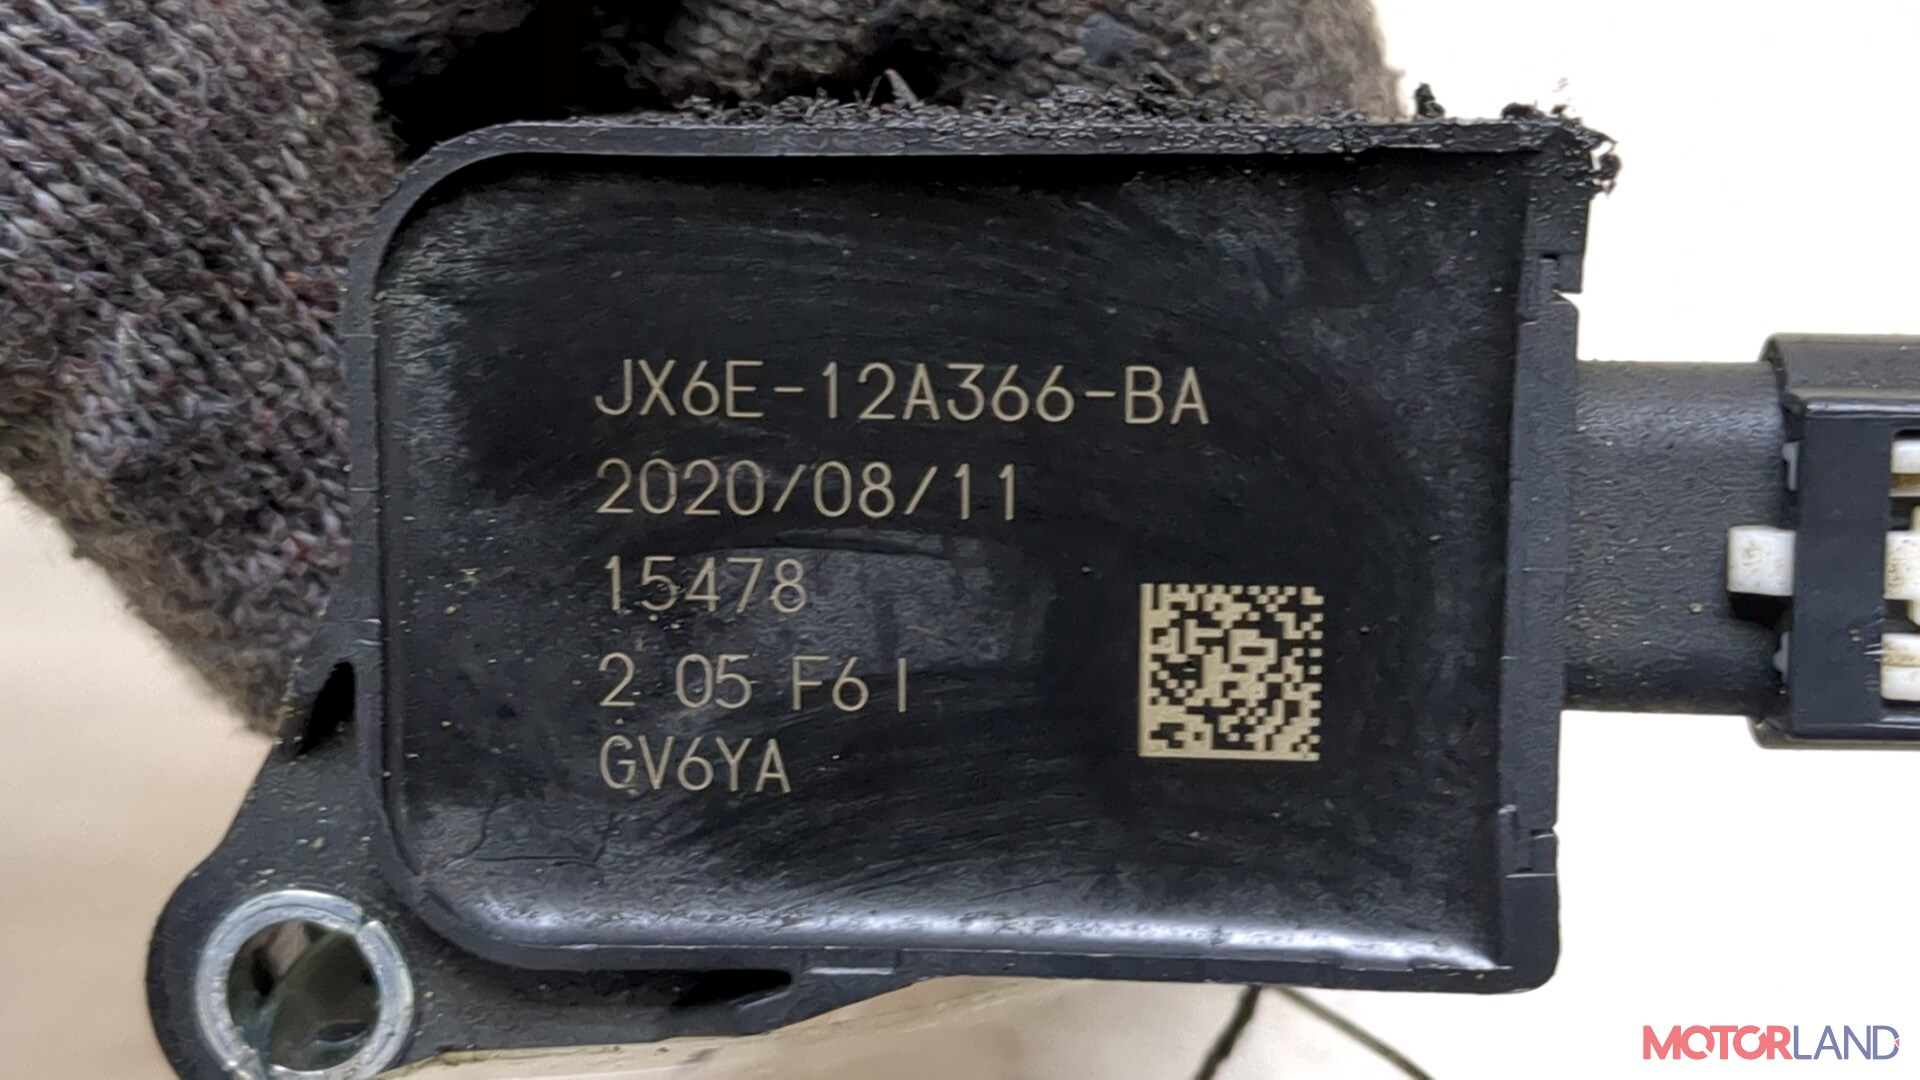 JX6E-12A366-BA
2020/08/11
15478
2 05 F6 I
GV6YA
MOTORLAND